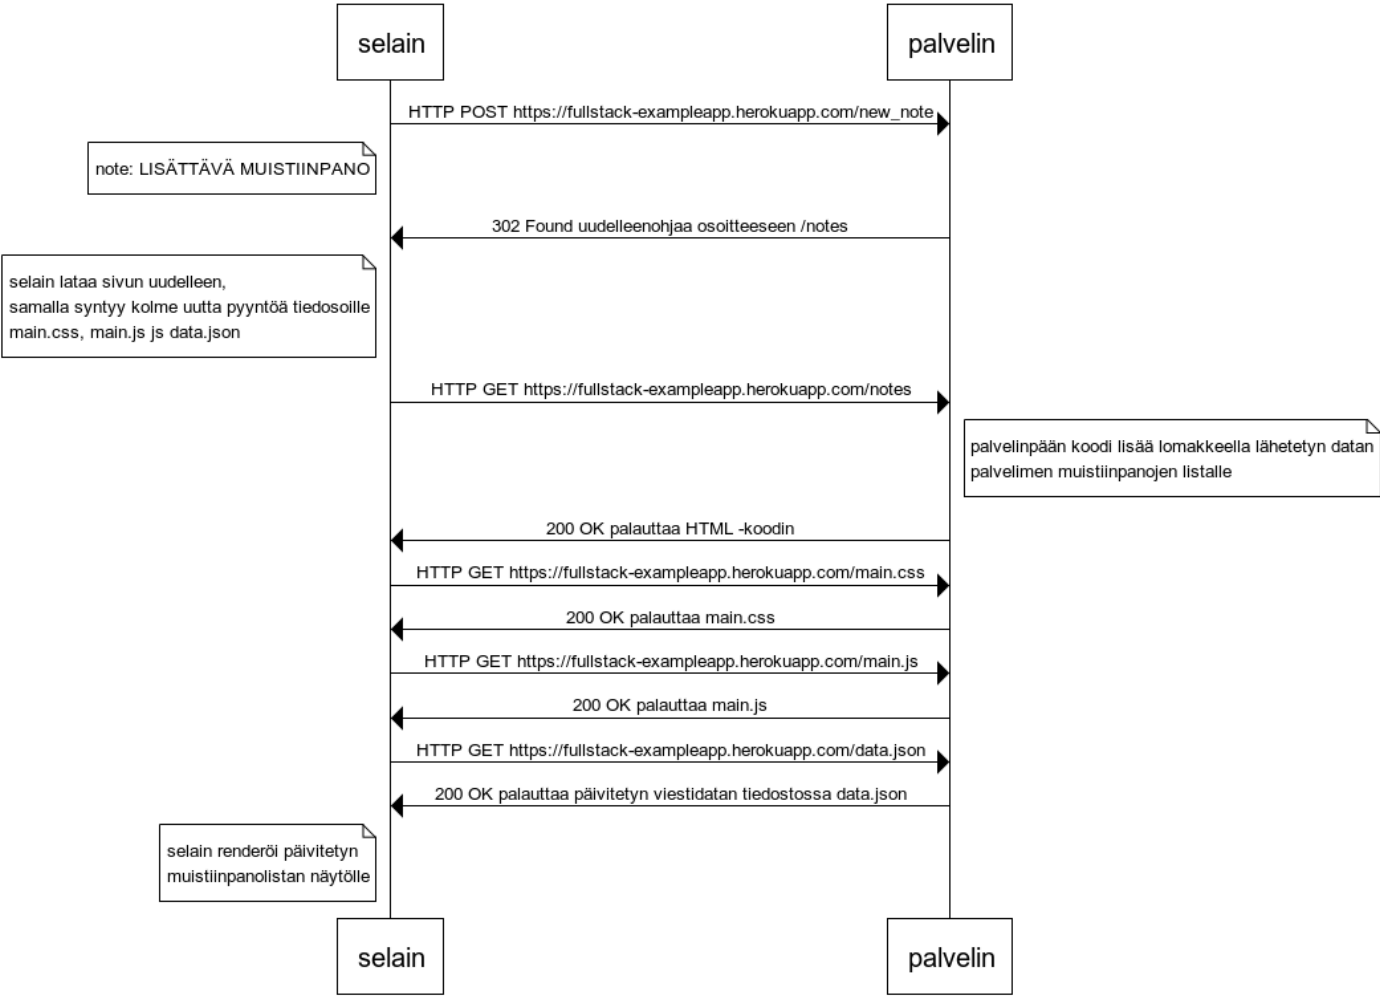 selain
palvelin
HTTP POST https://fullstack-exampleapp.herokuapp.com/new_note
note: LISÄTTÄVÄ MUISTIINPANO
302 Found uudelleenohjaa osoitteeseen /notes
selain lataa sivun uudelleen,
samalla syntyy kolme uutta pyyntöä tiedosoille
main.css, main.js js data.json
HTTP GET https://fullstack-exampleapp.herokuapp.com/notes
palvelinpään koodi lisää lomakkeella lähetetyn datan
palvelimen muistiinpanojen listalle
200 OK palauttaa HTML -koodin
HTTP GET https://fullstack-exampleapp.herokuapp.com/main.css
200 OK palauttaa main.css
HTTP GET https://fullstack-exampleapp.herokuapp.com/main.js
200 OK palauttaa main.js
HTTP GET https://fullstack-exampleapp.herokuapp.com/data.json
200 OK palauttaa päivitetyn viestidatan tiedostossa data.json
selain renderöi päivitetyn
muistiinpanolistan näytölle
selain
palvelin